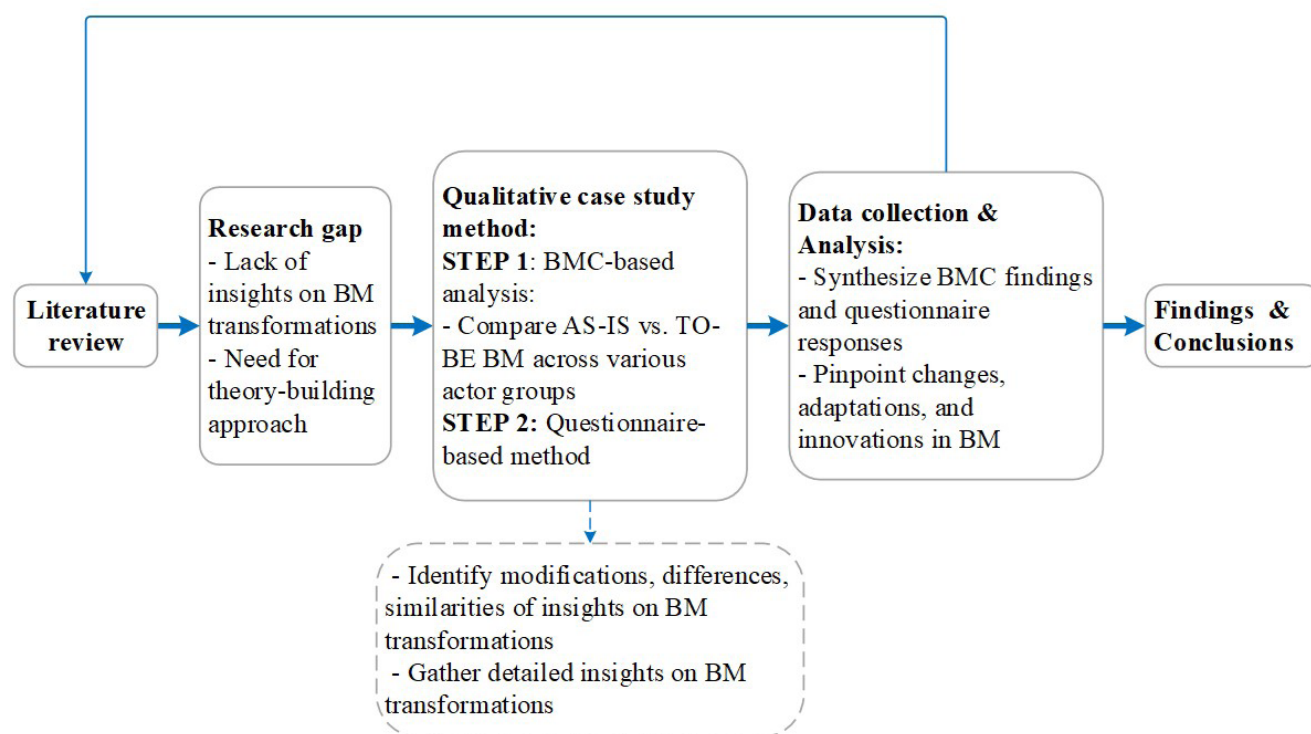 Literature
review
Research gap
- Lack of
insights on BM
transformations
- Need for
theory-building
approach
Qualitative case study
method:
STEP 1: BMC-based
analysis:
- Compare AS-IS vs. TO-
BE BM across various
actor groups
STEP 2: Questionnaire-
based method
Data collection &
Analysis:
- Synthesize BMC findings
and questionnaire
responses
- Pinpoint changes,
adaptations, and
innovations in BM
Findings &
Conclusions
- Identify modifications, differences,
similarities of insights on BM
transformations
- Gather detailed insights on BM
transformations